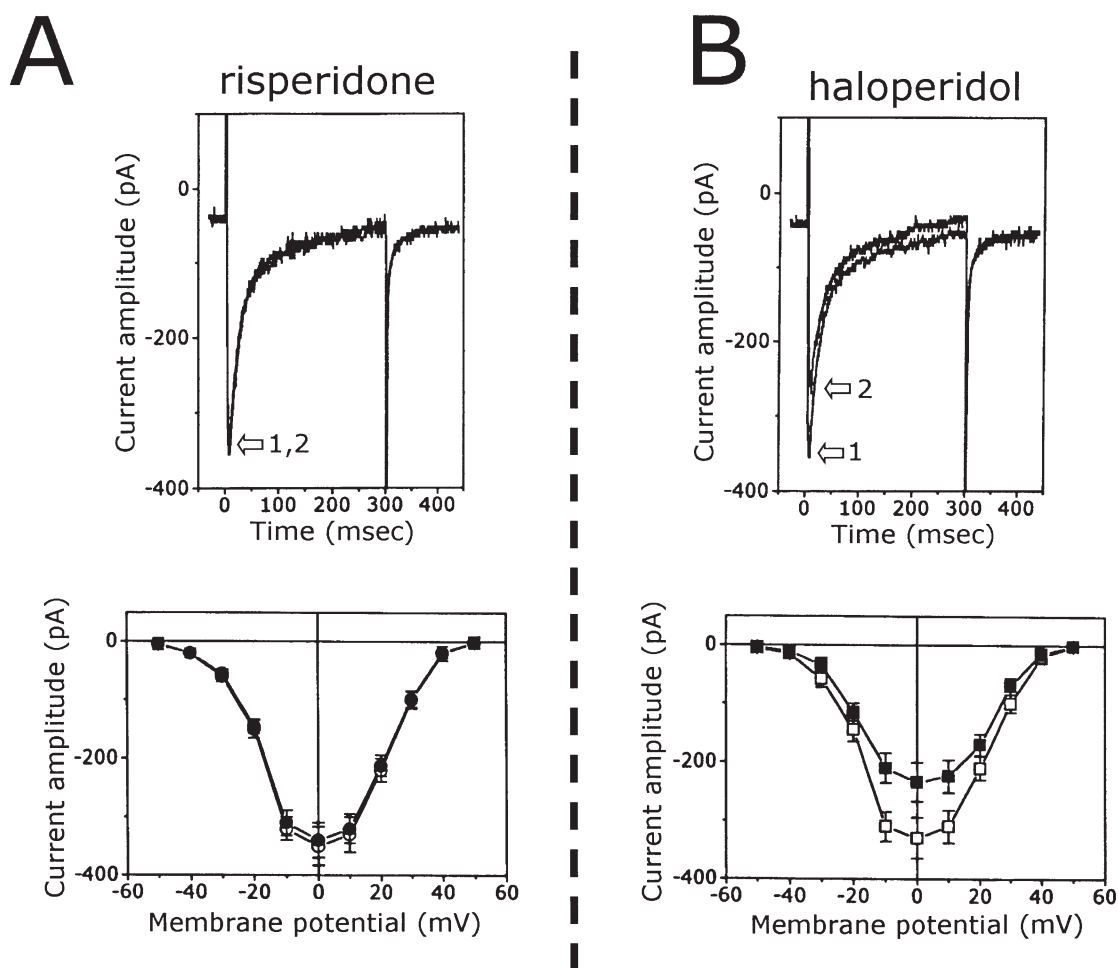 A
risperidone
Current amplitude (pA)
0
-200
-400
1,2
0 100 200 300 400
Time (msec)
Current amplitude (pA)
0
-200
-400
-60 -40 -20 0 20 40 60
Membrane potential (mV)
B
haloperidol
Current amplitude (pA)
0
-200
-400
2
1
0 100 200 300 400
Time (msec)
Current amplitude (pA)
0
-200
-400
-60 -40 -20 0 20 40 60
Membrane potential (mV)